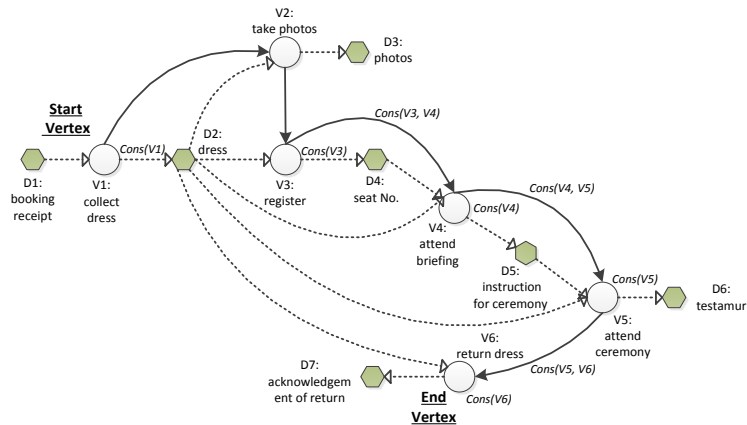 V2:
take photos
D3:
photos
Start
Vertex
Cons(V3, V4)
Cons(V1)
D2:
dress
Cons(V3)
D1:
booking
receipt
V1:
collect
dress
V3:
register
D4:
seat No.
Cons(V4, V5)
Cons(V4)
V4:
attend
briefing
D5:
instruction
for ceremony
Cons(V5)
D6:
testamur
V5:
attend
ceremony
V6:
return dress
D7:
acknowledgem
ent of return
Cons(V5, V6)
End
Vertex
Cons(V6)